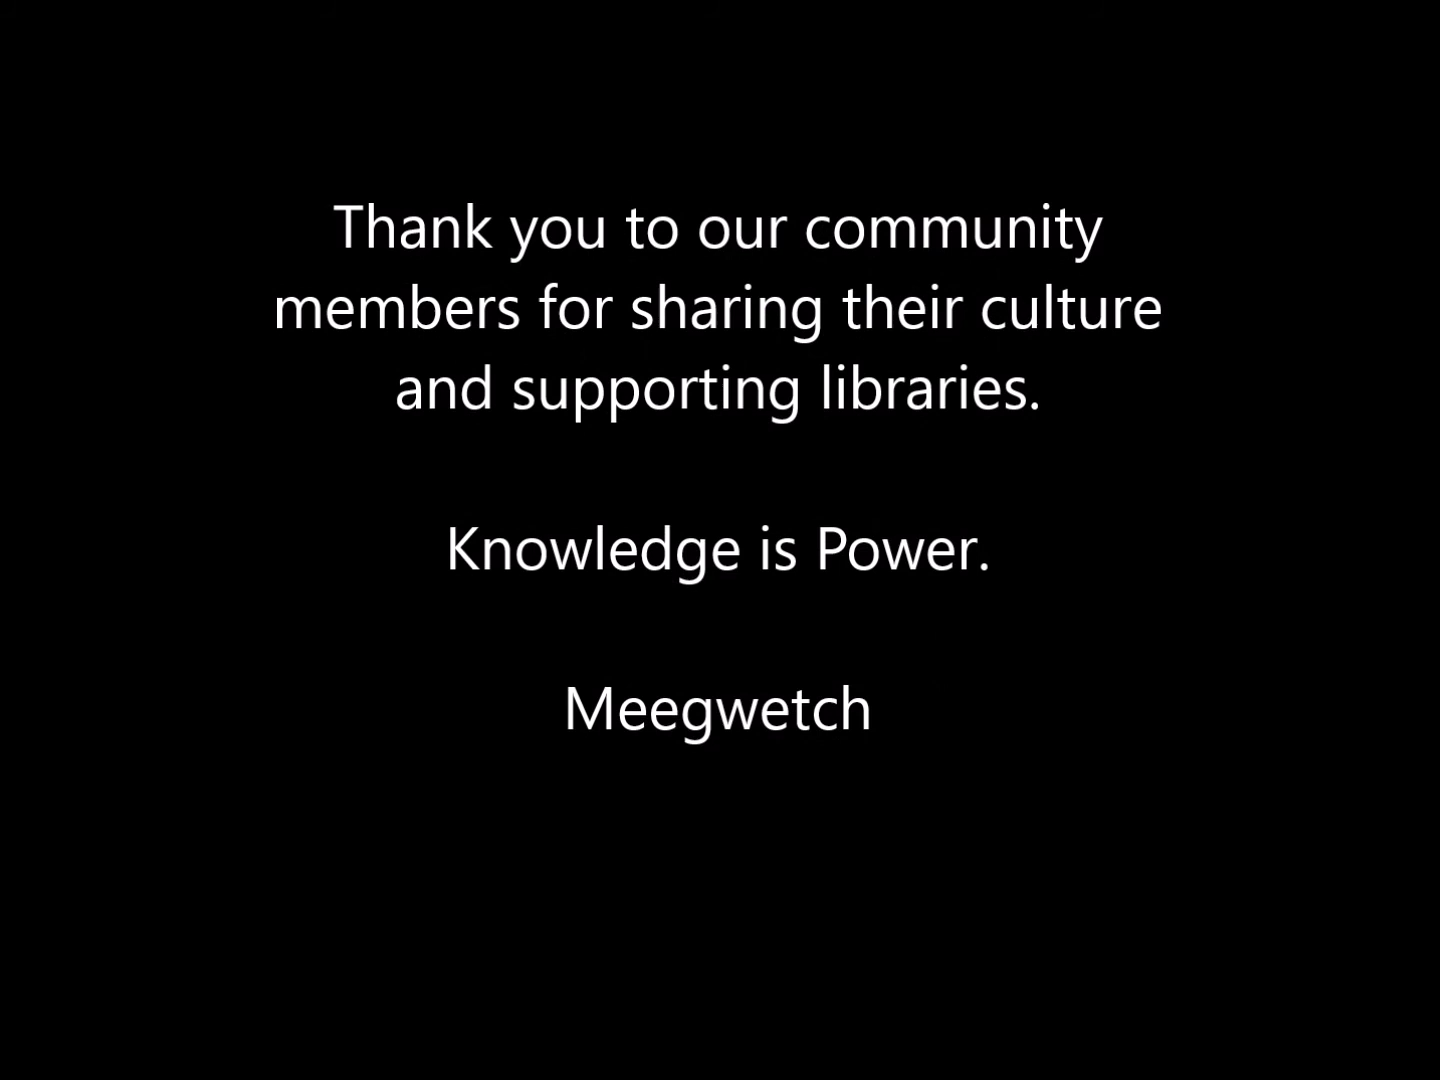 Thank you to our community
members for sharing their culture
and supporting libraries.
Knowledge is Power.
Meegwetch